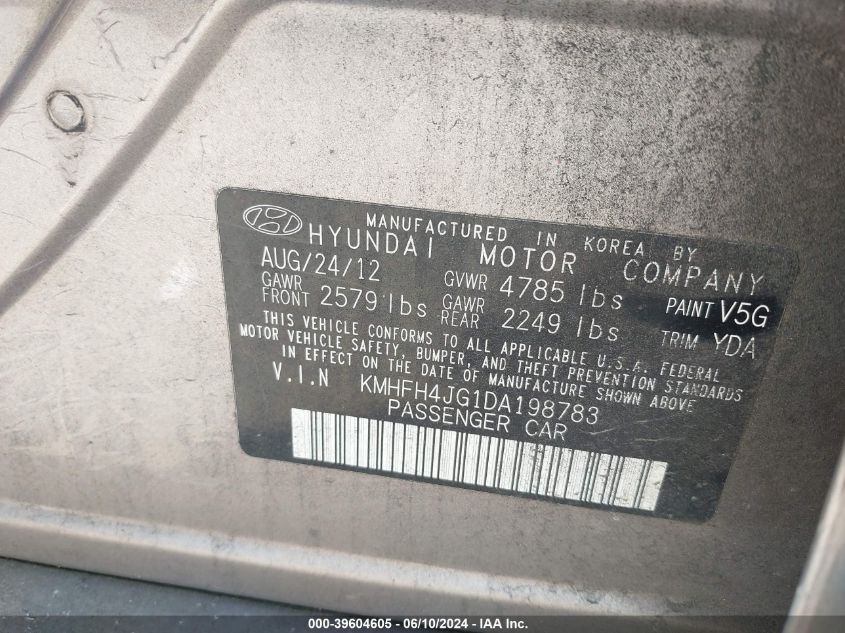 MANUFACTURED IN KOREA BY
HYUNDAI MOTOR COMPANY
AUG/24/12 GVWR 4785 lbs PAINT V5G
GAWR FRONT 2579 lbs GAWR REAR 2249 lbs TRIM YDA
THIS VEHICLE CONFORMS TO ALL APPLICABLE U.S.A. FEDERAL
MOTOR VEHICLE SAFETY, BUMPER, AND THEFT PREVENTION STANDARDS
IN EFFECT ON THE DATE OF MANUFACTURE SHOWN ABOVE
V.I.N KMHFH4JG1DA198783
PASSENGER CAR
000-39604605 - 06/10/2024 - IAA Inc.